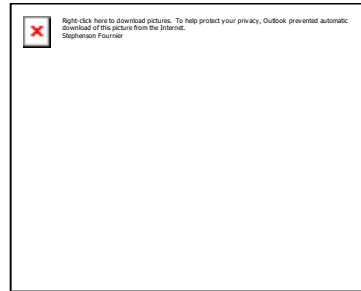 Right-click here to download pictures. To help protect your privacy, Outlook prevented automatic
download of this picture from the Internet.
Stephenson Fournier